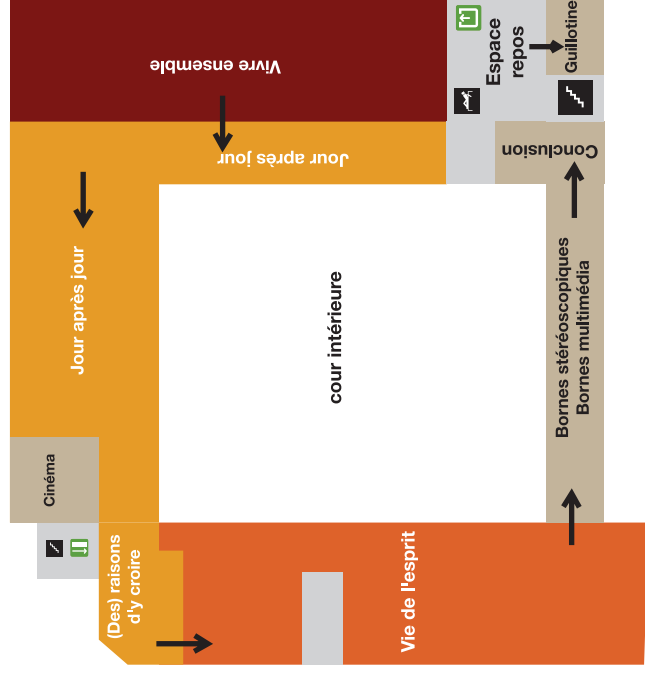 Vivre ensemble
Espace
repos
Guillotine
Jour après jour
Conclusion
Jour après jour
cour intérieure
Bornes stéréoscopiques
Bornes multimédia
Cinéma
(Des) raisons
d'y croire
Vie de l'esprit